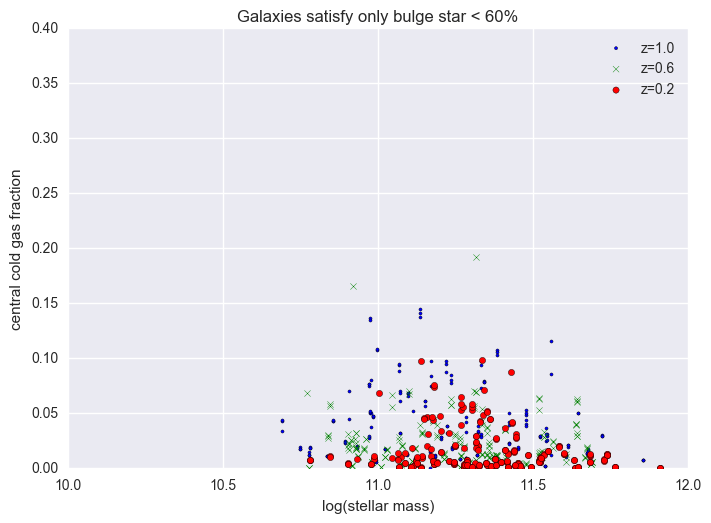 Galaxies satisfy only bulge star < 60%
0.40
0.35
0.30
0.25
0.20
0.15
0.10
0.05
0.00
central cold gas fraction
z=1.0
z=0.6
z=0.2
10.0 10.5 11.0 11.5 12.0
log(stellar mass)